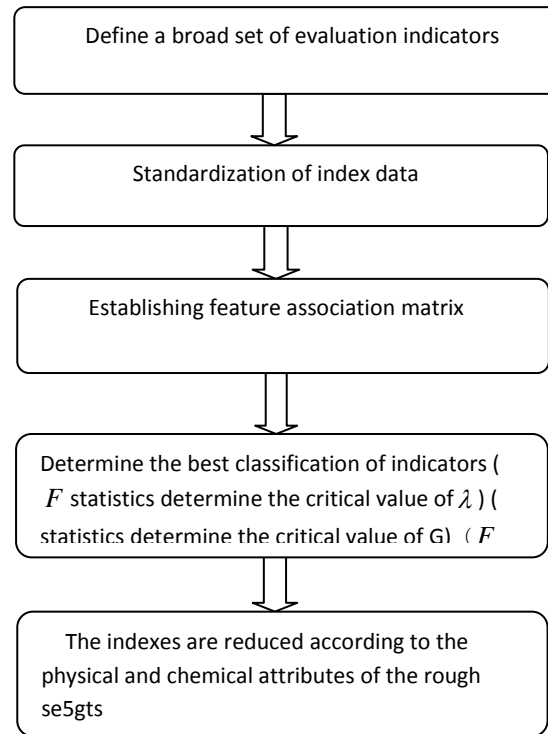 Define a broad set of evaluation indicators
Standardization of index data
Establishing feature association matrix
Determine the best classification of indicators (
F statistics determine the critical value of λ ) (
statistics determine the critical value of G) ( F
The indexes are reduced according to the
physical and chemical attributes of the rough
se5gts